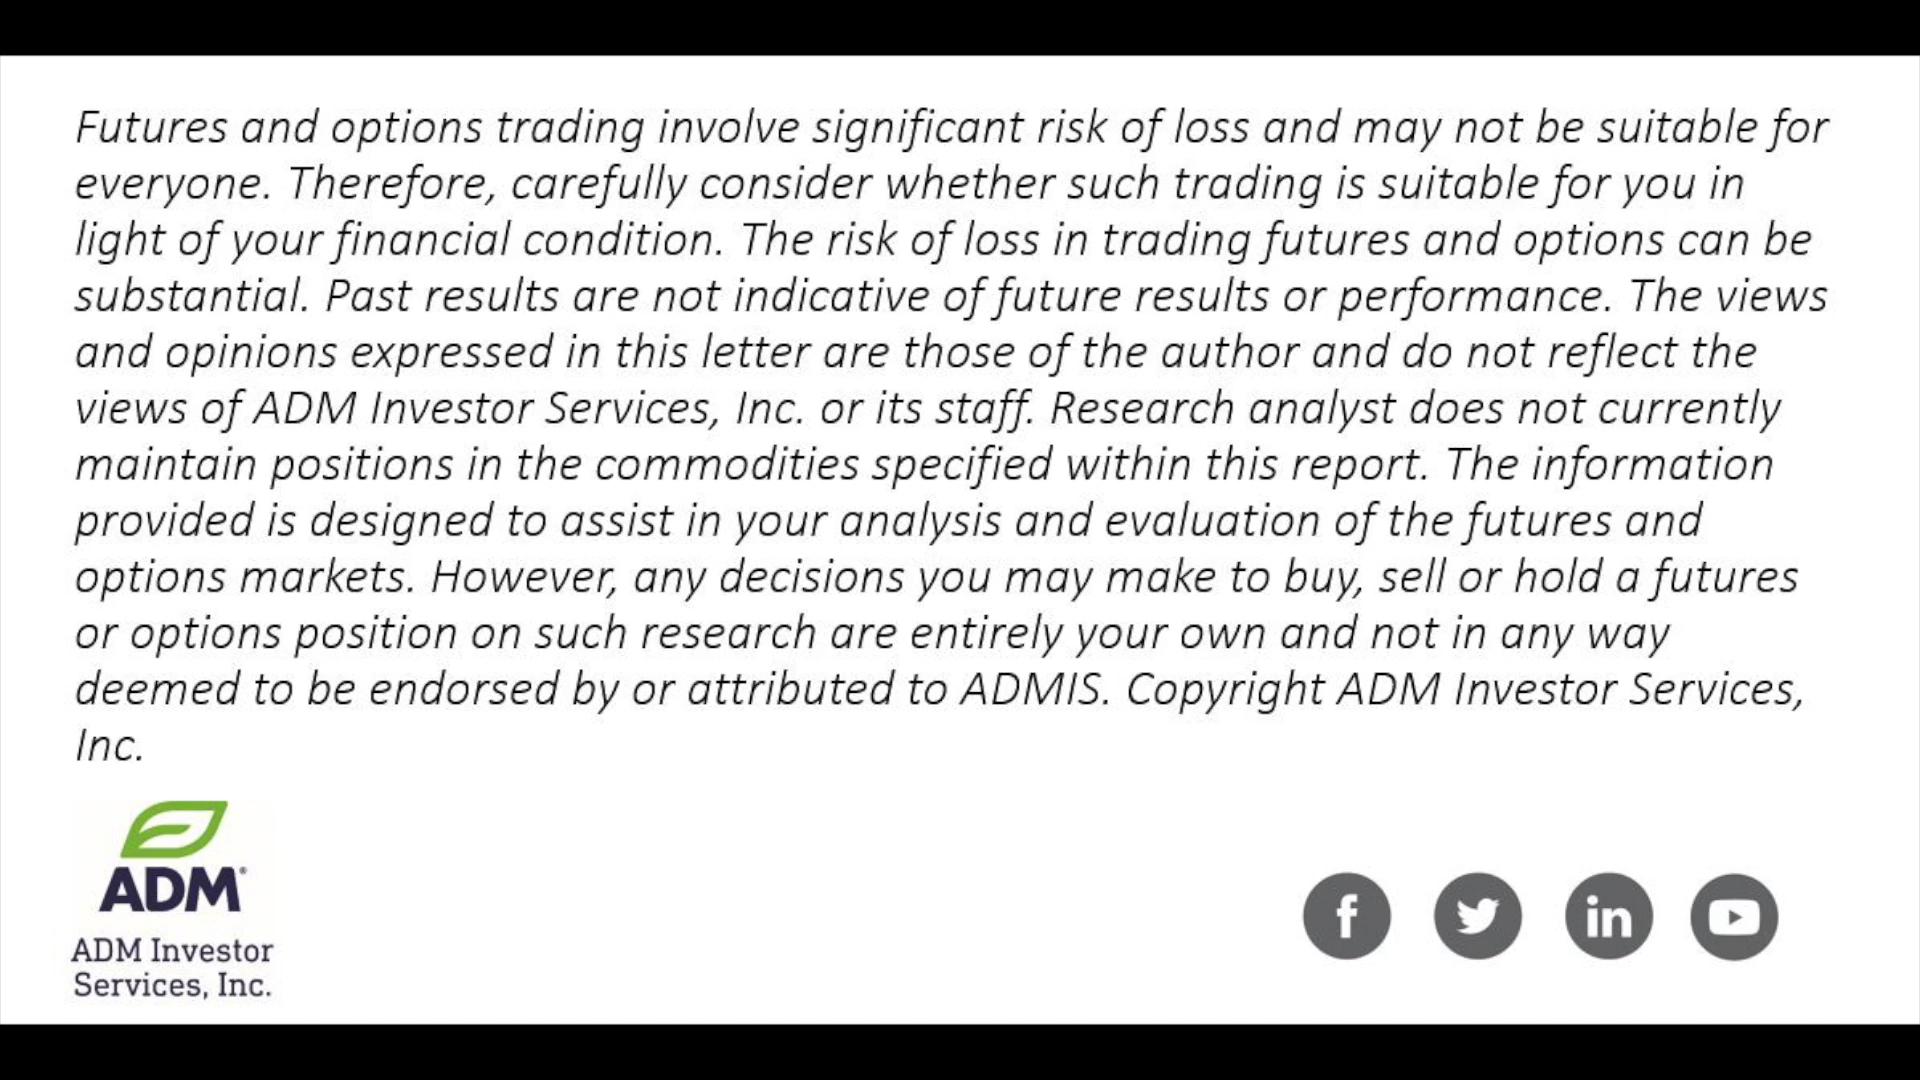 Futures and options trading involve significant risk of loss and may not be suitable for
everyone. Therefore, carefully consider whether such trading is suitable for you in
light of your financial condition. The risk of loss in trading futures and options can be
substantial. Past results are not indicative of future results or performance. The views
and opinions expressed in this letter are those of the author and do not reflect the
views of ADM Investor Services, Inc. or its staff. Research analyst does not currently
maintain positions in the commodities specified within this report. The information
provided is designed to assist in your analysis and evaluation of the futures and
options markets. However, any decisions you may make to buy, sell or hold a futures
or options position on such research are entirely your own and not in any way
deemed to be endorsed by or attributed to ADMIS. Copyright ADM Investor Services,
Inc.
ADM®
ADM Investor
Services, Inc.
f
in